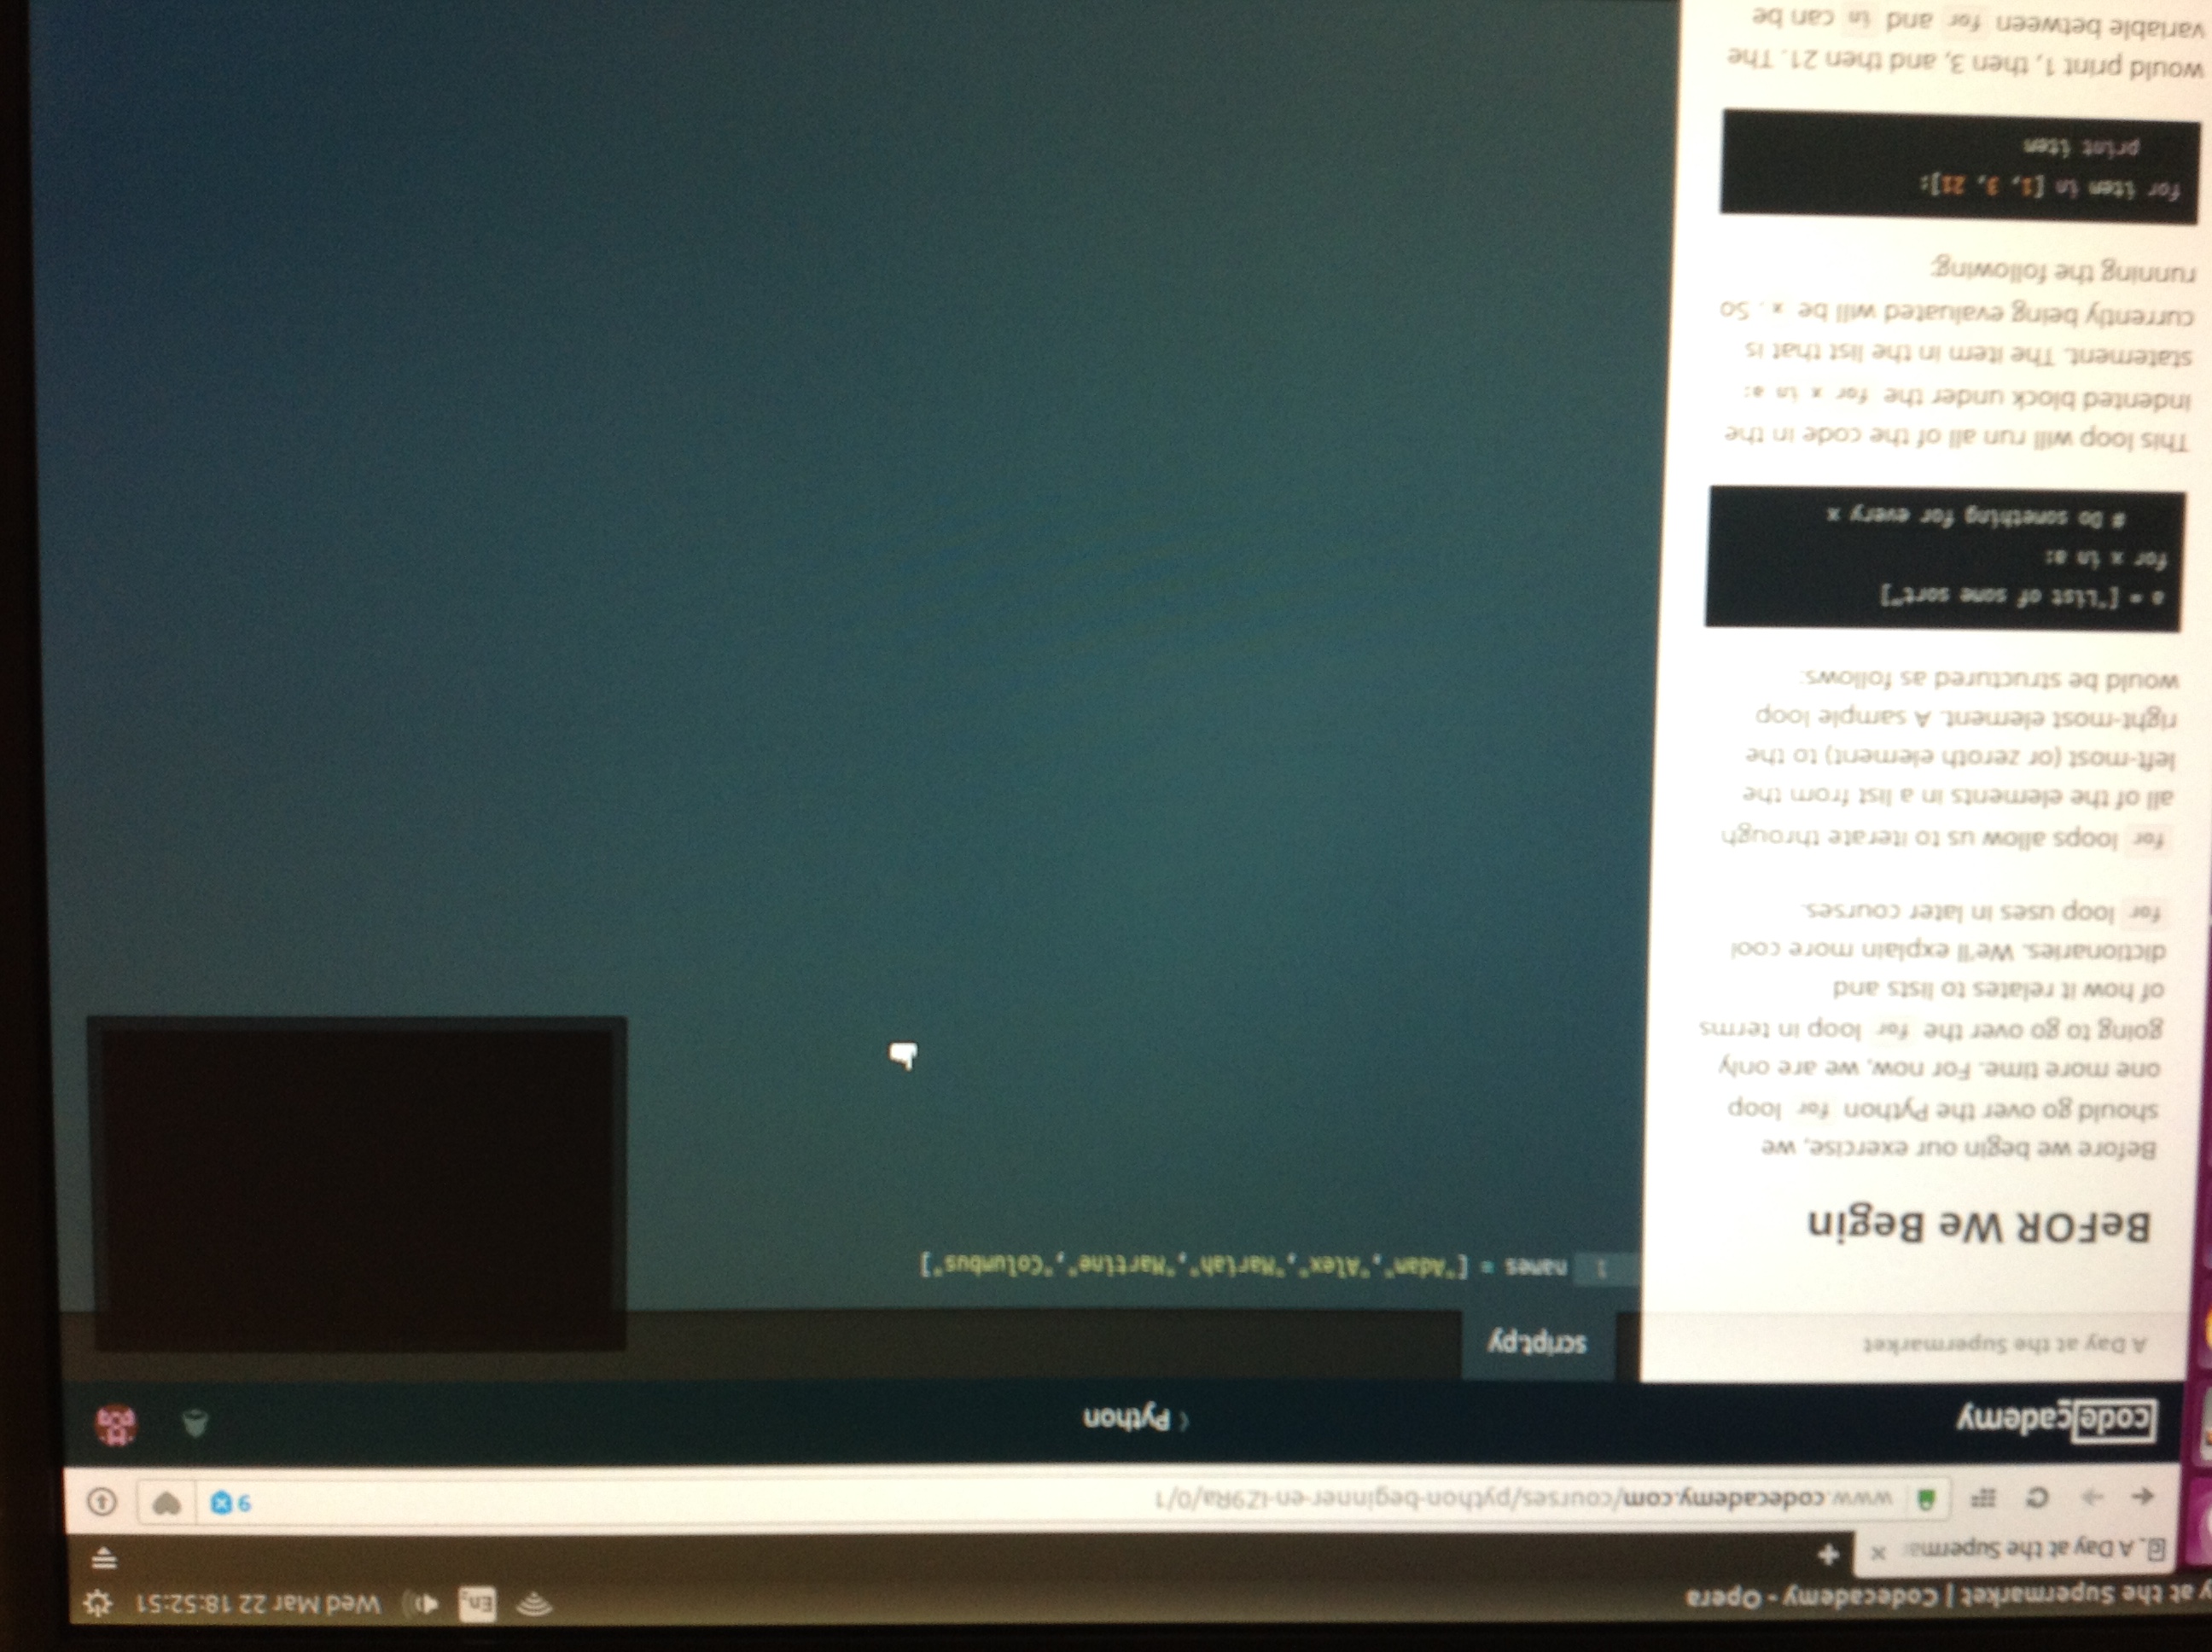 y at the Supermarket | Codecademy - Opera
En
Wed Mar 22 18:52:51
A Day at the Superma
www.codecademy.com/courses/python-beginner-en-IZ9Ra/0/1
9
codecademy
Python
A Day at the Supermarket
script.py
1 names = ["Adam","Alex","Mariah","Martine","Columbus"]
BeFOR We Begin
Before we begin our exercise, we
should go over the Python for loop
one more time. For now, we are only
going to go over the for loop in terms
of how it relates to lists and
dictionaries. We'll explain more cool
for loop uses in later courses.
for loops allow us to iterate through
all of the elements in a list from the
left-most (or zeroth element) to the
right-most element. A sample loop
would be structured as follows:
a = ["List of some sort"]
for x in a:
# Do something for every x
This loop will run all of the code in the
indented block under the for x in a:
statement. The item in the list that is
currently being evaluated will be x. So
running the following:
for item in [1, 3, 21]:
print item
would print 1, then 3, and then 21. The
variable between for and in can be